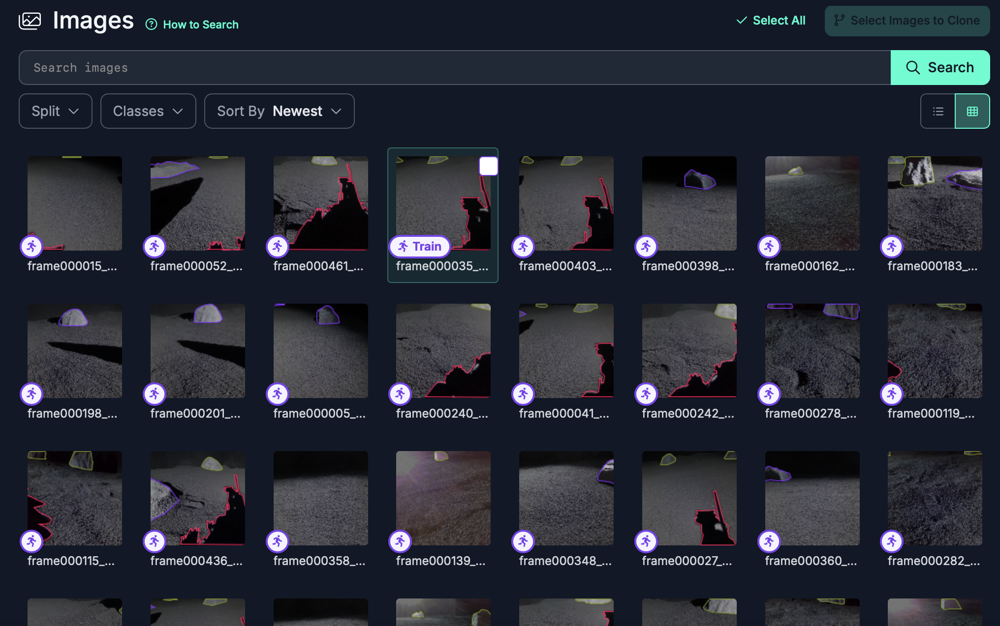 Images
How to Search
Select All
Select Images to Clone
Search images
Search
Split
Classes
Sort By Newest
Train
frame000015_...
frame000052_...
frame000461_...
frame000035_...
frame000403_...
frame000398_...
frame000162_...
frame000183_...
frame000198_...
frame000201_...
frame000005_...
frame000240_...
frame000041_...
frame000242_...
frame000278_...
frame000119_...
frame000115_...
frame000436_...
frame000358_...
frame000139_...
frame000348_...
frame000027_...
frame000360_...
frame000282_...